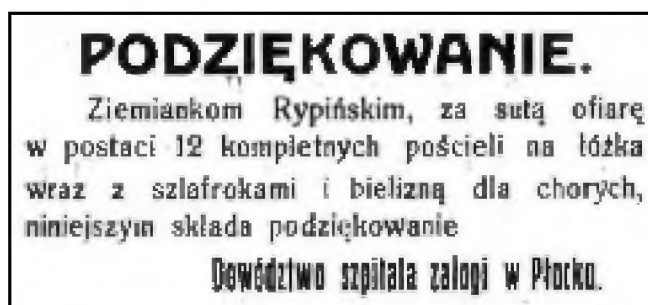 PODZIĘKOWANIE.
Ziemiankom Rypińskim, za sutą ofiarę
w postaci 12 kompletnych pościeli na łóżka
wraz z szlafrokami i bielizną dla chorych,
niniejszym składa podziękowanie
Dowództwo szpitala załogi w Płocku.